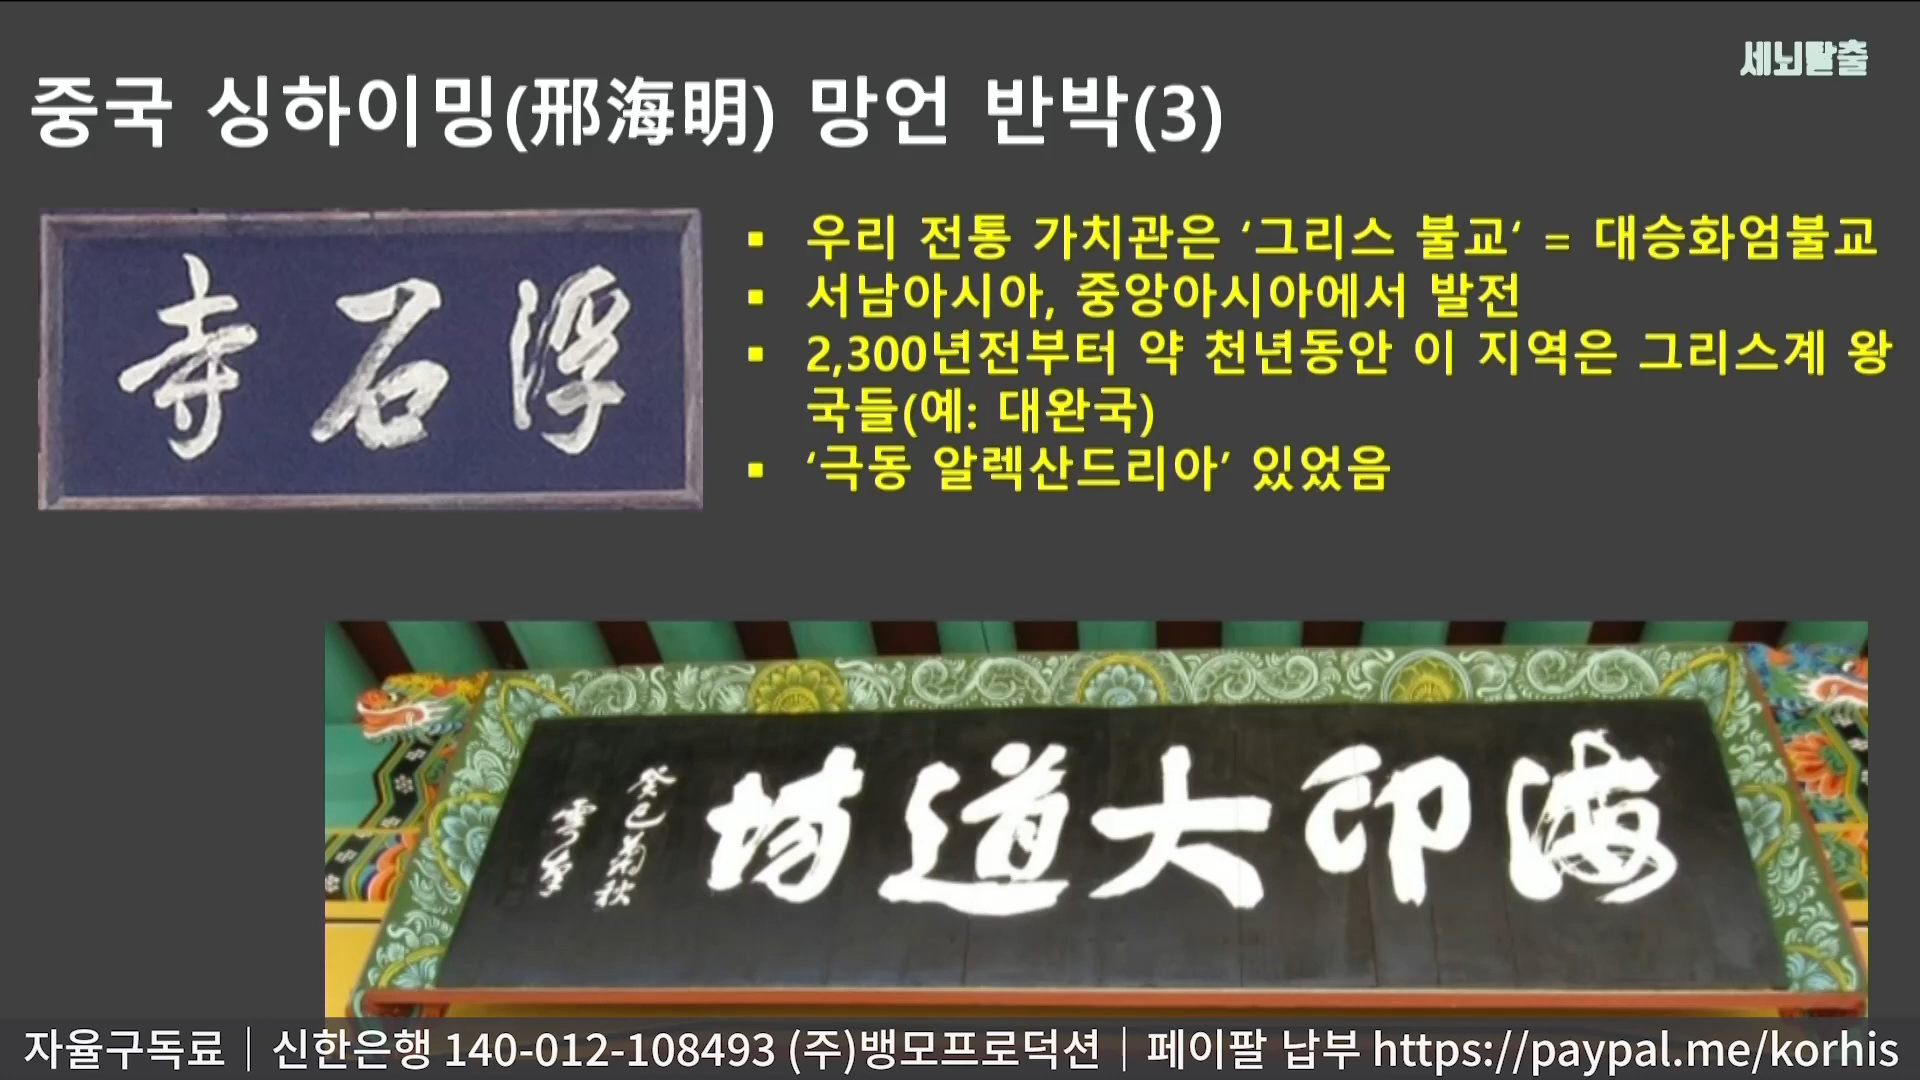 세뇌탈출
중국 싱하이밍(邢海明) 망언 반박(3)
寺石浮
▪ 우리 전통 가치관은 ‘그리스 불교‘ = 대승화엄불교
▪ 서남아시아, 중앙아시아에서 발전
▪ 2,300년전부터 약 천년동안 이 지역은 그리스계 왕
국들(예: 대완국)
▪ ‘극동 알렉산드리아’ 있었음
場道大印海
癸巳菊秋
자율구독료｜신한은행 140-012-108493 (주)뱅모프로덕션｜페이팔 납부 https://paypal.me/korhis